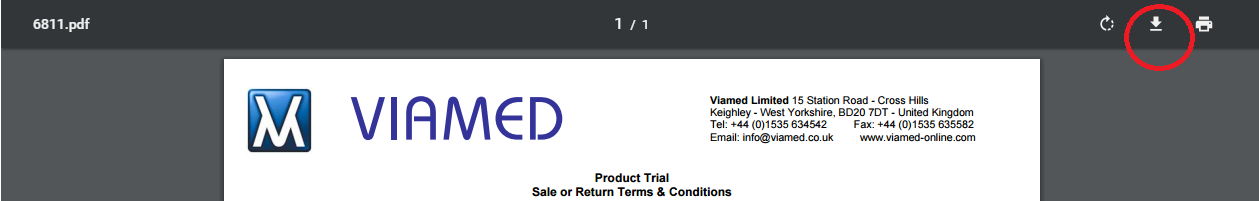 6811.pdf
1 / 1
VIAMED
Viamed Limited 15 Station Road - Cross Hills
Keighley - West Yorkshire, BD20 7DT - United Kingdom
Tel: +44 (0)1535 634542 Fax: +44 (0)1535 635582
Email: info@viamed.co.uk www.viamed-online.com
Product Trial
Sale or Return Terms & Conditions